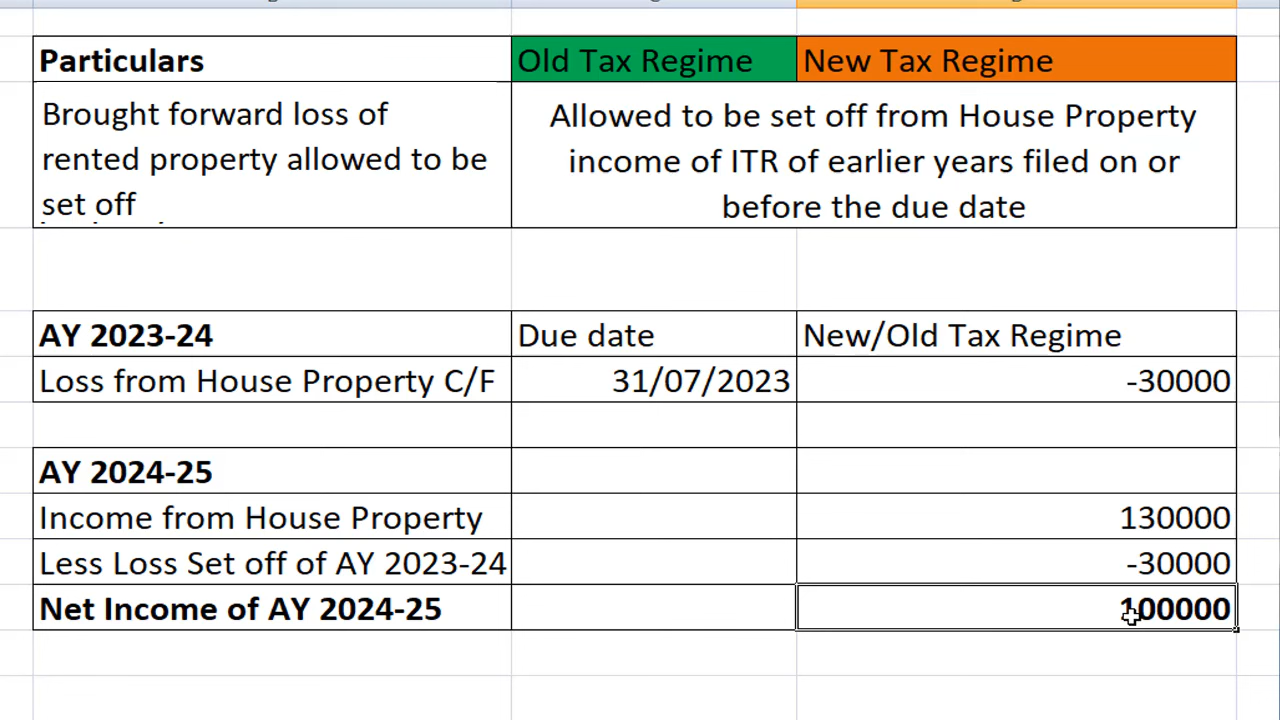 Particulars Old Tax Regime New Tax Regime
Brought forward loss of
rented property allowed to be
set off
Allowed to be set off from House Property
income of ITR of earlier years filed on or
before the due date
AY 2023-24 Due date New/Old Tax Regime
Loss from House Property C/F 31/07/2023 -30000
AY 2024-25
Income from House Property 130000
Less Loss Set off of AY 2023-24 -30000
Net Income of AY 2024-25 100000